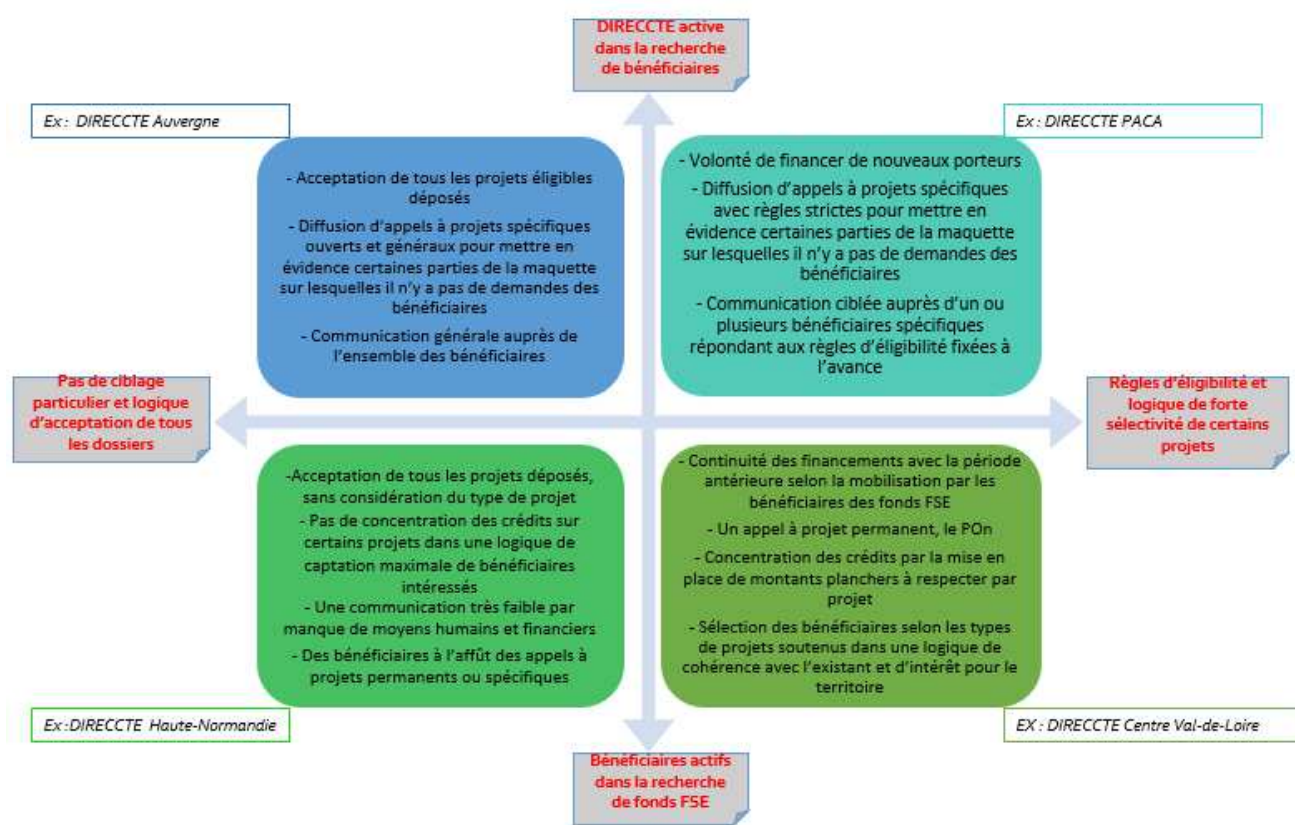 DIRECCTE active
dans la recherche
de bénéficiaires
Ex : DIRECCTE Auvergne
Ex : DIRECCTE PACA
- Acceptation de tous les projets éligibles
déposés
- Diffusion d’appels à projets spécifiques
ouverts et généraux pour mettre en
évidence certaines parties de la maquette
sur lesquelles il n’y a pas de demandes des
bénéficiaires
- Communication générale auprès de
l’ensemble des bénéficiaires
- Volonté de financer de nouveaux porteurs
- Diffusion d’appels à projets spécifiques
avec règles strictes pour mettre en
évidence certaines parties de la maquette
sur lesquelles il n’y a pas de demandes des
bénéficiaires
- Communication ciblée auprès d’un ou
plusieurs bénéficiaires spécifiques
répondant aux règles d’éligibilité fixées à
l’avance
Pas de ciblage
particulier et logique
d’acceptation de tous
les dossiers
Règles d’éligibilité et
logique de forte
sélectivité de certains
projets
-Acceptation de tous les projets déposés,
sans considération du type de projet
- Pas de concentration des crédits sur
certains projets dans une logique de
captation maximale de bénéficiaires
intéressés
- Une communication très faible par
manque de moyens humains et financiers
- Des bénéficiaires à l’affût des appels à
projets permanents ou spécifiques
- Continuité des financements avec la période
antérieure selon la mobilisation par les
bénéficiaires des fonds FSE
- Un appel à projet permanent, le POn
- Concentration des crédits par la mise en
place de montants planchers à respecter par
projet
- Sélection des bénéficiaires selon les types
de projets soutenus dans une logique de
cohérence avec l’existant et d’intérêt pour le
territoire
Ex :DIRECCTE Haute-Normandie
EX : DIRECCTE Centre Val-de-Loire
Bénéficiaires actifs
dans la recherche
de fonds FSE